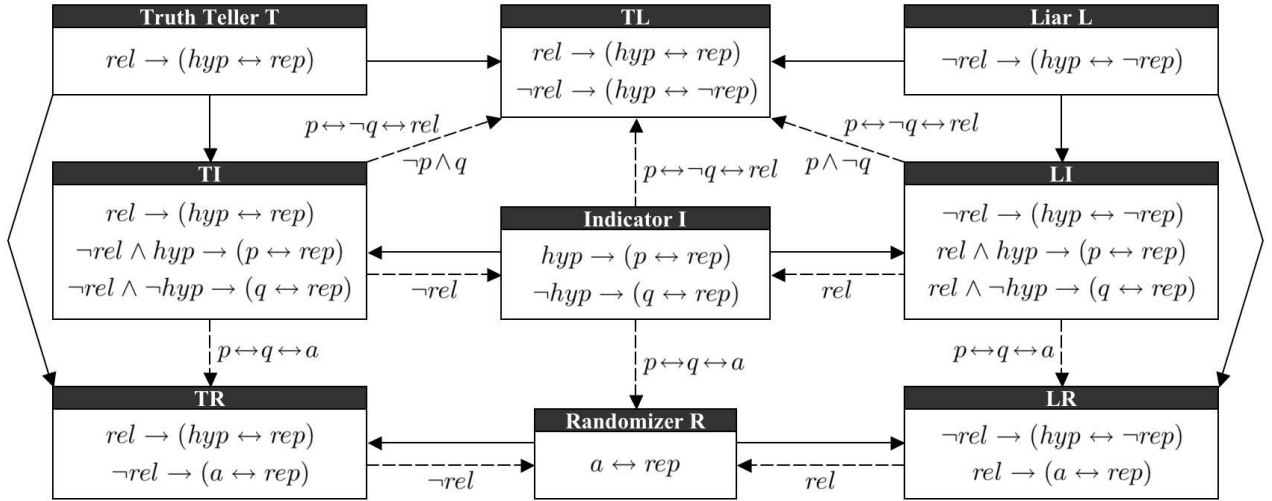 Truth Teller T
rel → (hyp ↔ rep)
TL
rel → (hyp ↔ rep)
¬rel → (hyp ↔ ¬rep)
Liar L
¬rel → (hyp ↔ ¬rep)
p↔¬q↔rel
¬p∧q
p↔¬q↔rel
p↔¬q↔rel
p∧¬q
TI
rel → (hyp ↔ rep)
¬rel ∧ hyp → (p ↔ rep)
¬rel ∧ ¬hyp → (q ↔ rep)
Indicator I
hyp → (p ↔ rep)
¬hyp → (q ↔ rep)
LI
¬rel → (hyp ↔ ¬rep)
rel ∧ hyp → (p ↔ rep)
rel ∧ ¬hyp → (q ↔ rep)
¬rel
rel
p↔q↔a
p↔q↔a
p↔q↔a
TR
rel → (hyp ↔ rep)
¬rel → (a ↔ rep)
Randomizer R
a ↔ rep
LR
¬rel → (hyp ↔ ¬rep)
rel → (a ↔ rep)
¬rel
rel